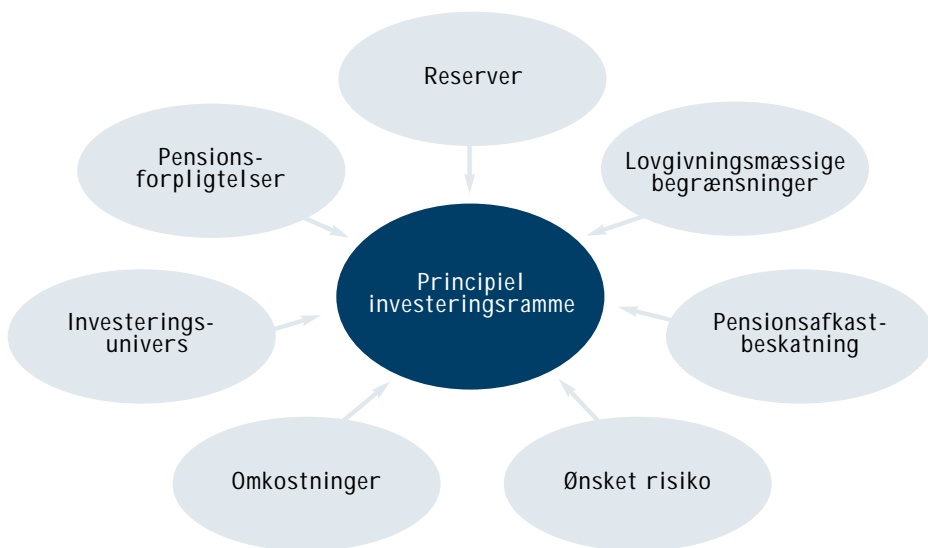 Reserver
Pensions-
forpligtelser
Lovgivningsmæssige
begrænsninger
Principiel
investeringsramme
Investerings-
univers
Pensionsafkast-
beskatning
Omkostninger
Ønsket risiko